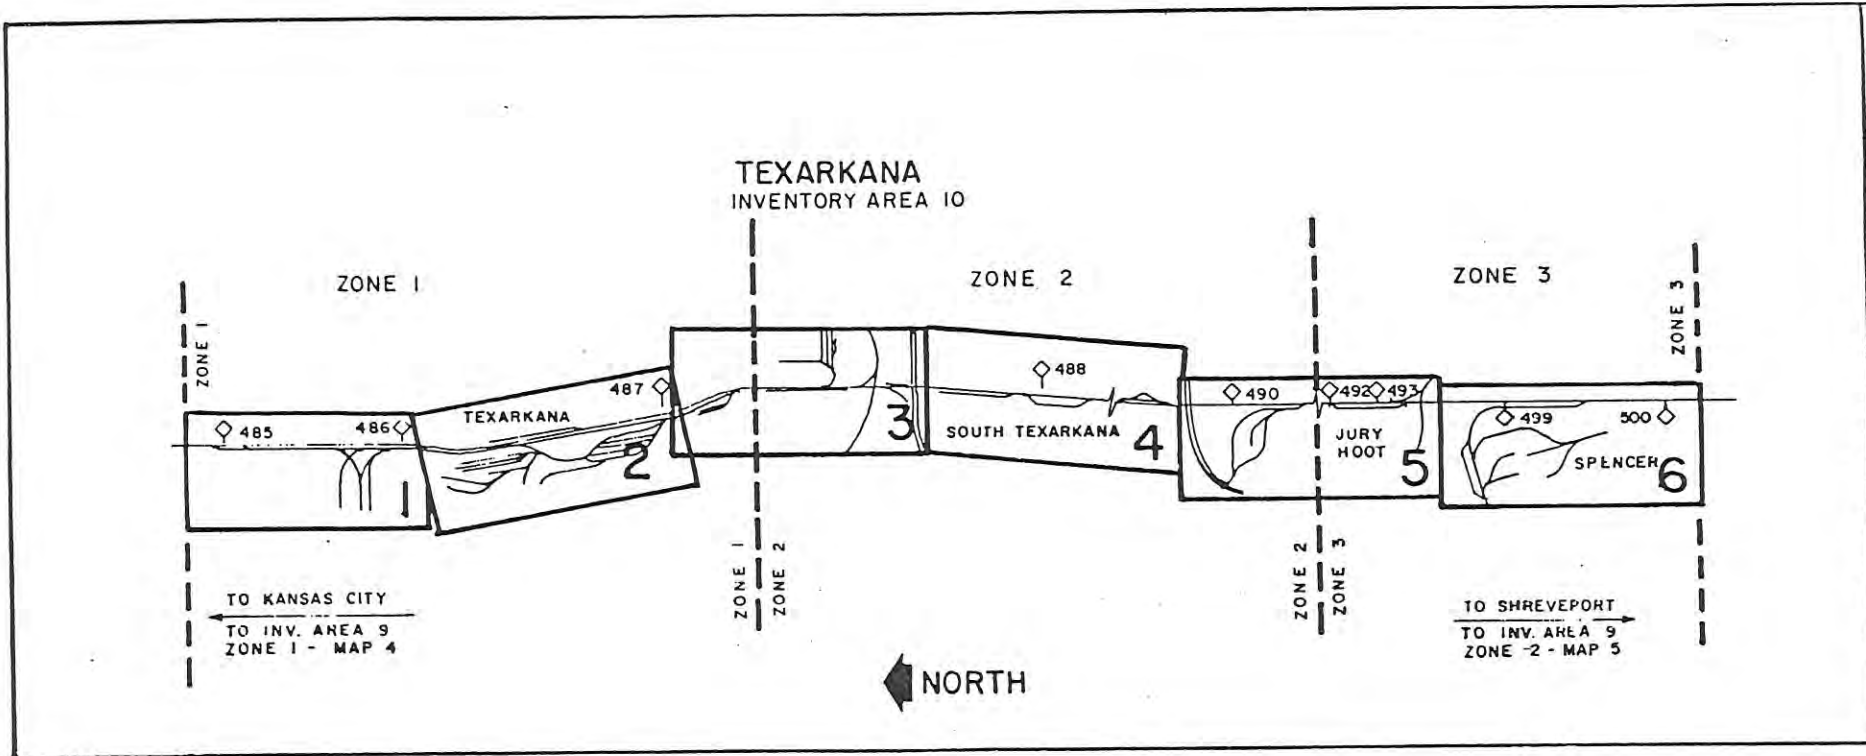 TEXARKANA
INVENTORY AREA 10
ZONE 1
ZONE 2
ZONE 3
ZONE 1
ZONE 3
485
486
1
TEXARKANA
487
2
3
488
SOUTH TEXARKANA
4
490
492
493
JURY
HOOT
5
499
500
SPENCER
6
ZONE 1
ZONE 2
ZONE 2
ZONE 3
TO KANSAS CITY
TO INV. AREA 9
ZONE 1 - MAP 4
TO SHREVEPORT
TO INV. AREA 9
ZONE -2 - MAP 5
NORTH